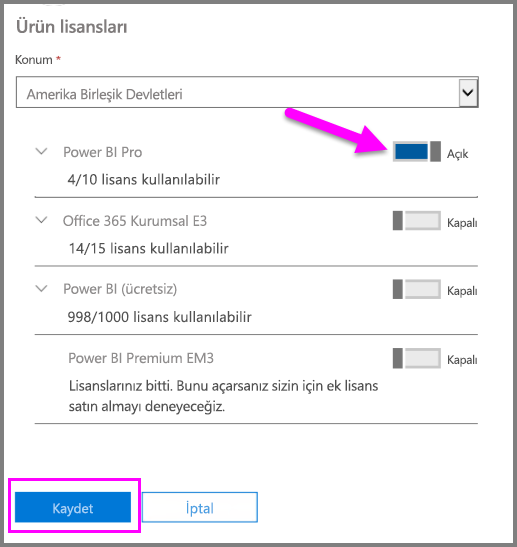 Ürün lisansları
Konum *
Amerika Birleşik Devletleri
Power BI Pro
Açık
4/10 lisans kullanılabilir
Office 365 Kurumsal E3
Kapalı
14/15 lisans kullanılabilir
Power BI (ücretsiz)
Kapalı
998/1000 lisans kullanılabilir
Power BI Premium EM3
Kapalı
Lisanslarınız bitti. Bunu açarsanız sizin için ek lisans
satın almayı deneyeceğiz.
Kaydet
İptal